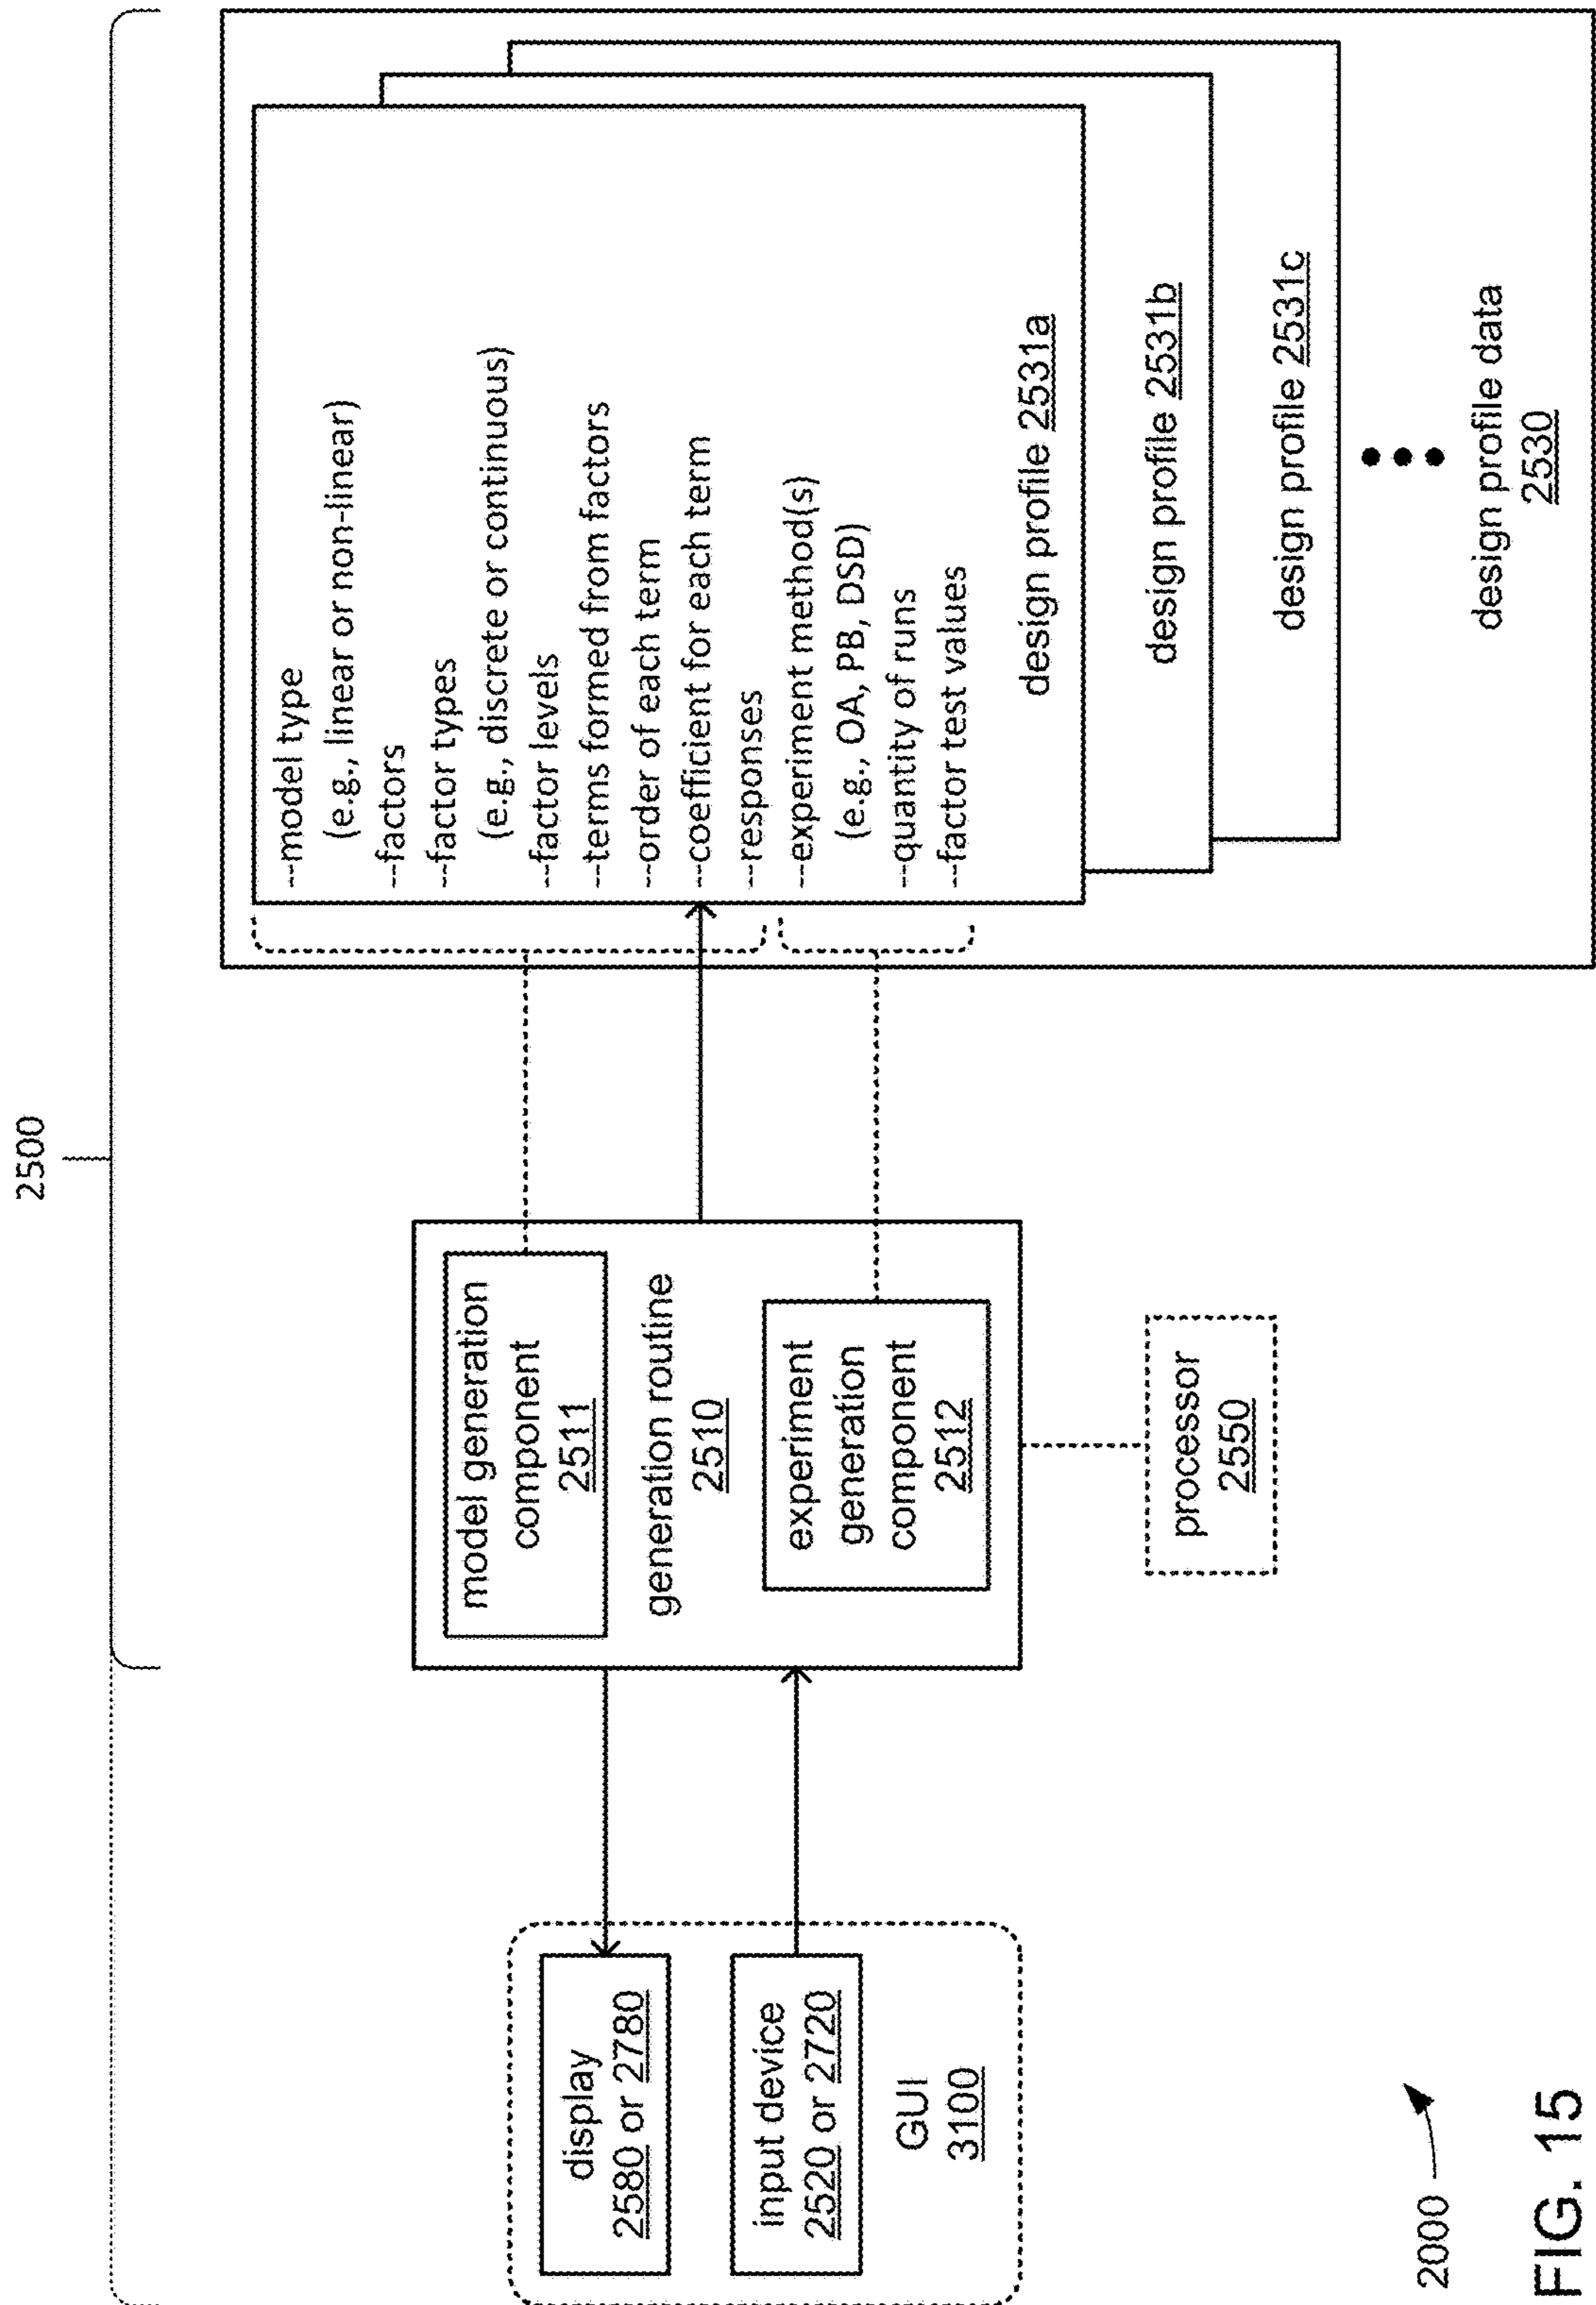 2500
display
2580 or 2780
input device
2520 or 2720
GUI
3100
model generation
component
2511
generation routine
2510
experiment
generation
component
2512
processor
2550
--model type
(e.g., linear or non-linear)
--factors
--factor types
(e.g., discrete or continuous)
--factor levels
--terms formed from factors
--order of each term
--coefficient for each term
--responses
--experiment method(s)
(e.g., OA, PB, DSD)
--quantity of runs
--factor test values
design profile 2531a
design profile 2531b
design profile 2531c
design profile data
2530
2000
FIG. 15